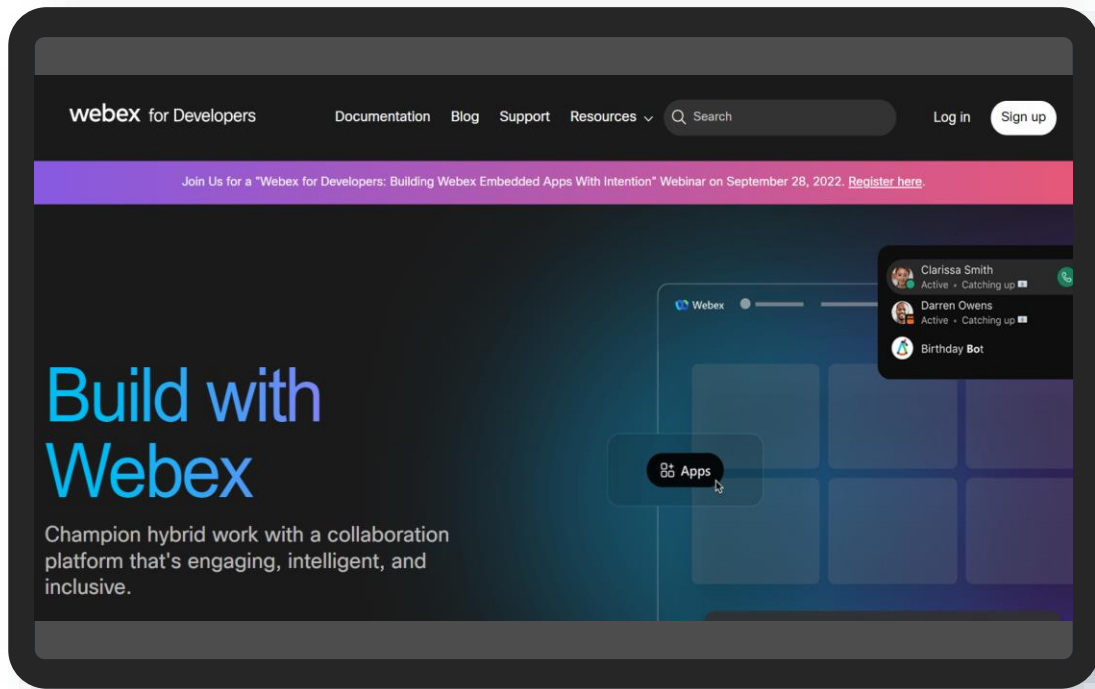 webex for Developers
Documentation
Blog
Support
Resources
Search
Log in
Sign up
Join Us for a "Webex for Developers: Building Webex Embedded Apps With Intention" Webinar on September 28, 2022. Register here.
Clarissa Smith
Active • Catching up
Darren Owens
Active • Catching up
Birthday Bot
Webex
Apps
Build with
Webex
Champion hybrid work with a collaboration
platform that's engaging, intelligent, and
inclusive.